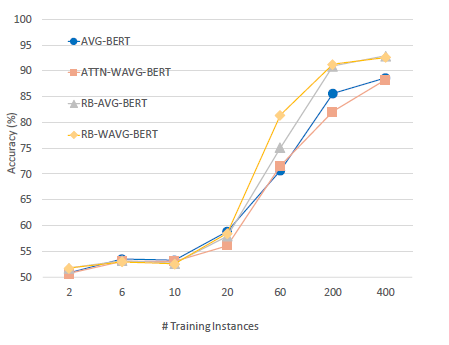 100
95
90
85
80
75
70
65
60
55
50
Accuracy (%)
AVG-BERT
ATTN-WAVG-BERT
RB-AVG-BERT
RB-WAVG-BERT
2 6 10 20 60 200 400
# Training Instances